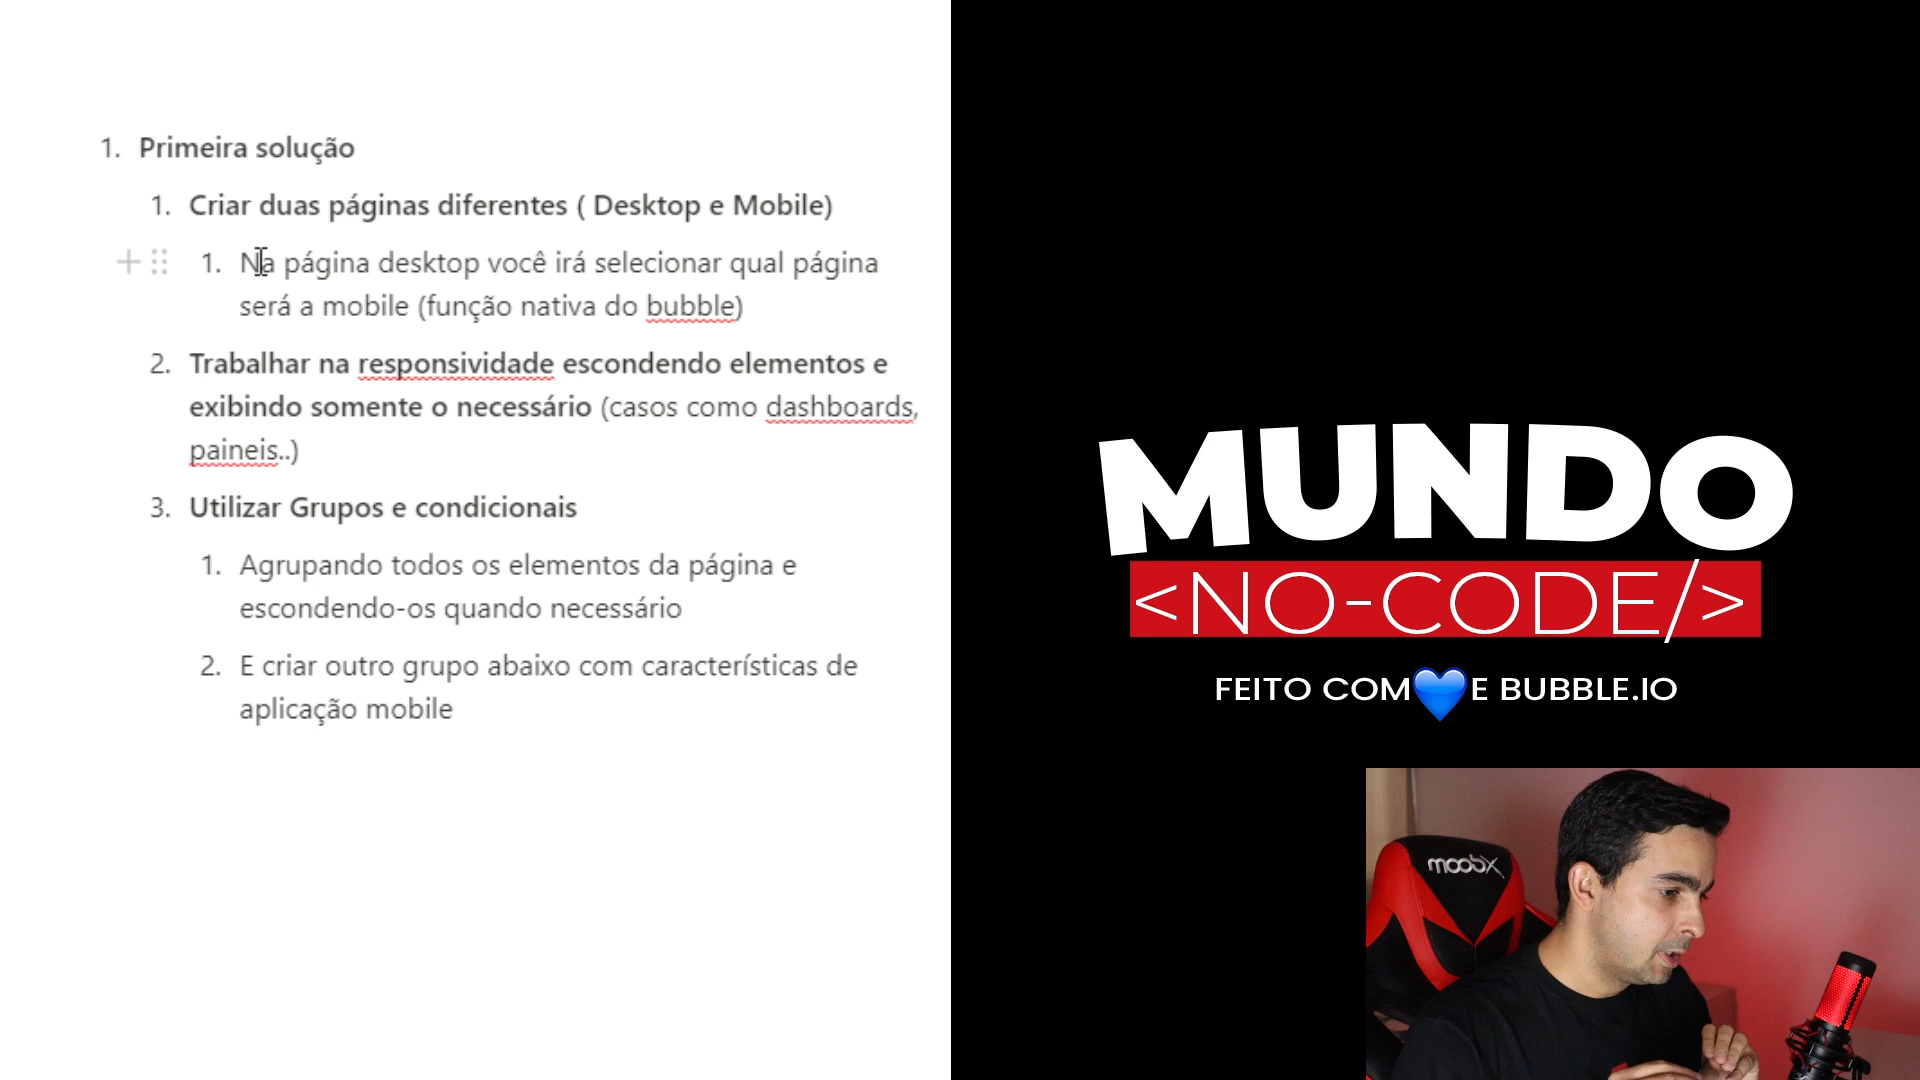 1. Primeira solução
1. Criar duas páginas diferentes ( Desktop e Mobile)
1. Na página desktop você irá selecionar qual página
será a mobile (função nativa do bubble)
2. Trabalhar na responsividade escondendo elementos e
exibindo somente o necessário (casos como dashboards,
paineis..)
3. Utilizar Grupos e condicionais
1. Agrupando todos os elementos da página e
escondendo-os quando necessário
2. E criar outro grupo abaixo com características de
aplicação mobile
MUNDO
<NO-CODE/>
FEITO COM💙E BUBBLE.IO
moobx